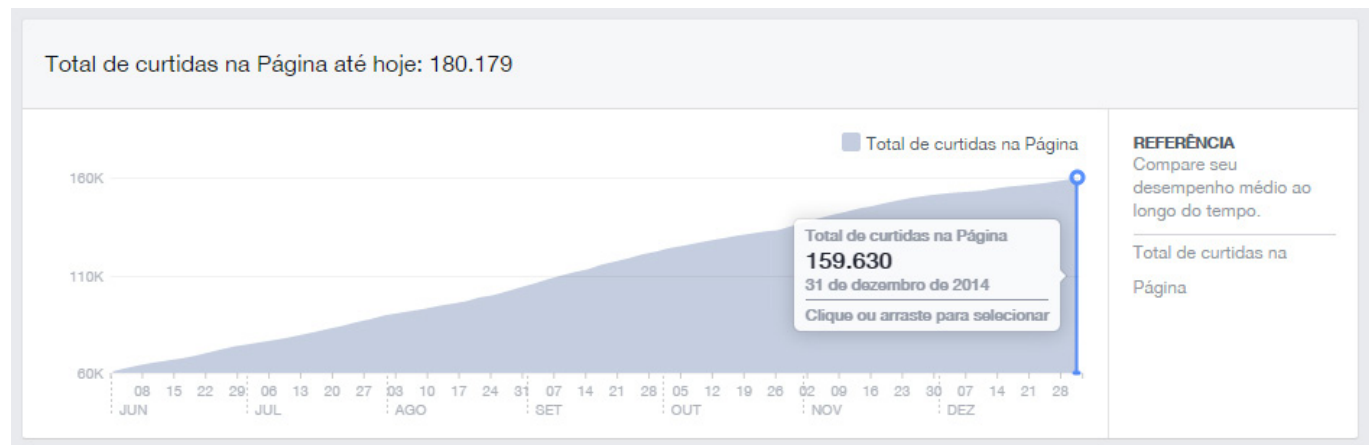 Total de curtidas na Página até hoje: 180.179
Total de curtidas na Página
REFERÊNCIA
Compare seu
desempenho médio ao
longo do tempo.
Total de curtidas na
Página
160K
110K
60K
Total de curtidas na Página
159.630
31 de dezembro de 2014
Clique ou arraste para selecionar
08 15 22 29 06 13 20 27 03 10 17 24 31 07 14 21 28 05 12 19 26 02 09 16 23 30 07 14 21 28
JUN JUL AGO SET OUT NOV DEZ